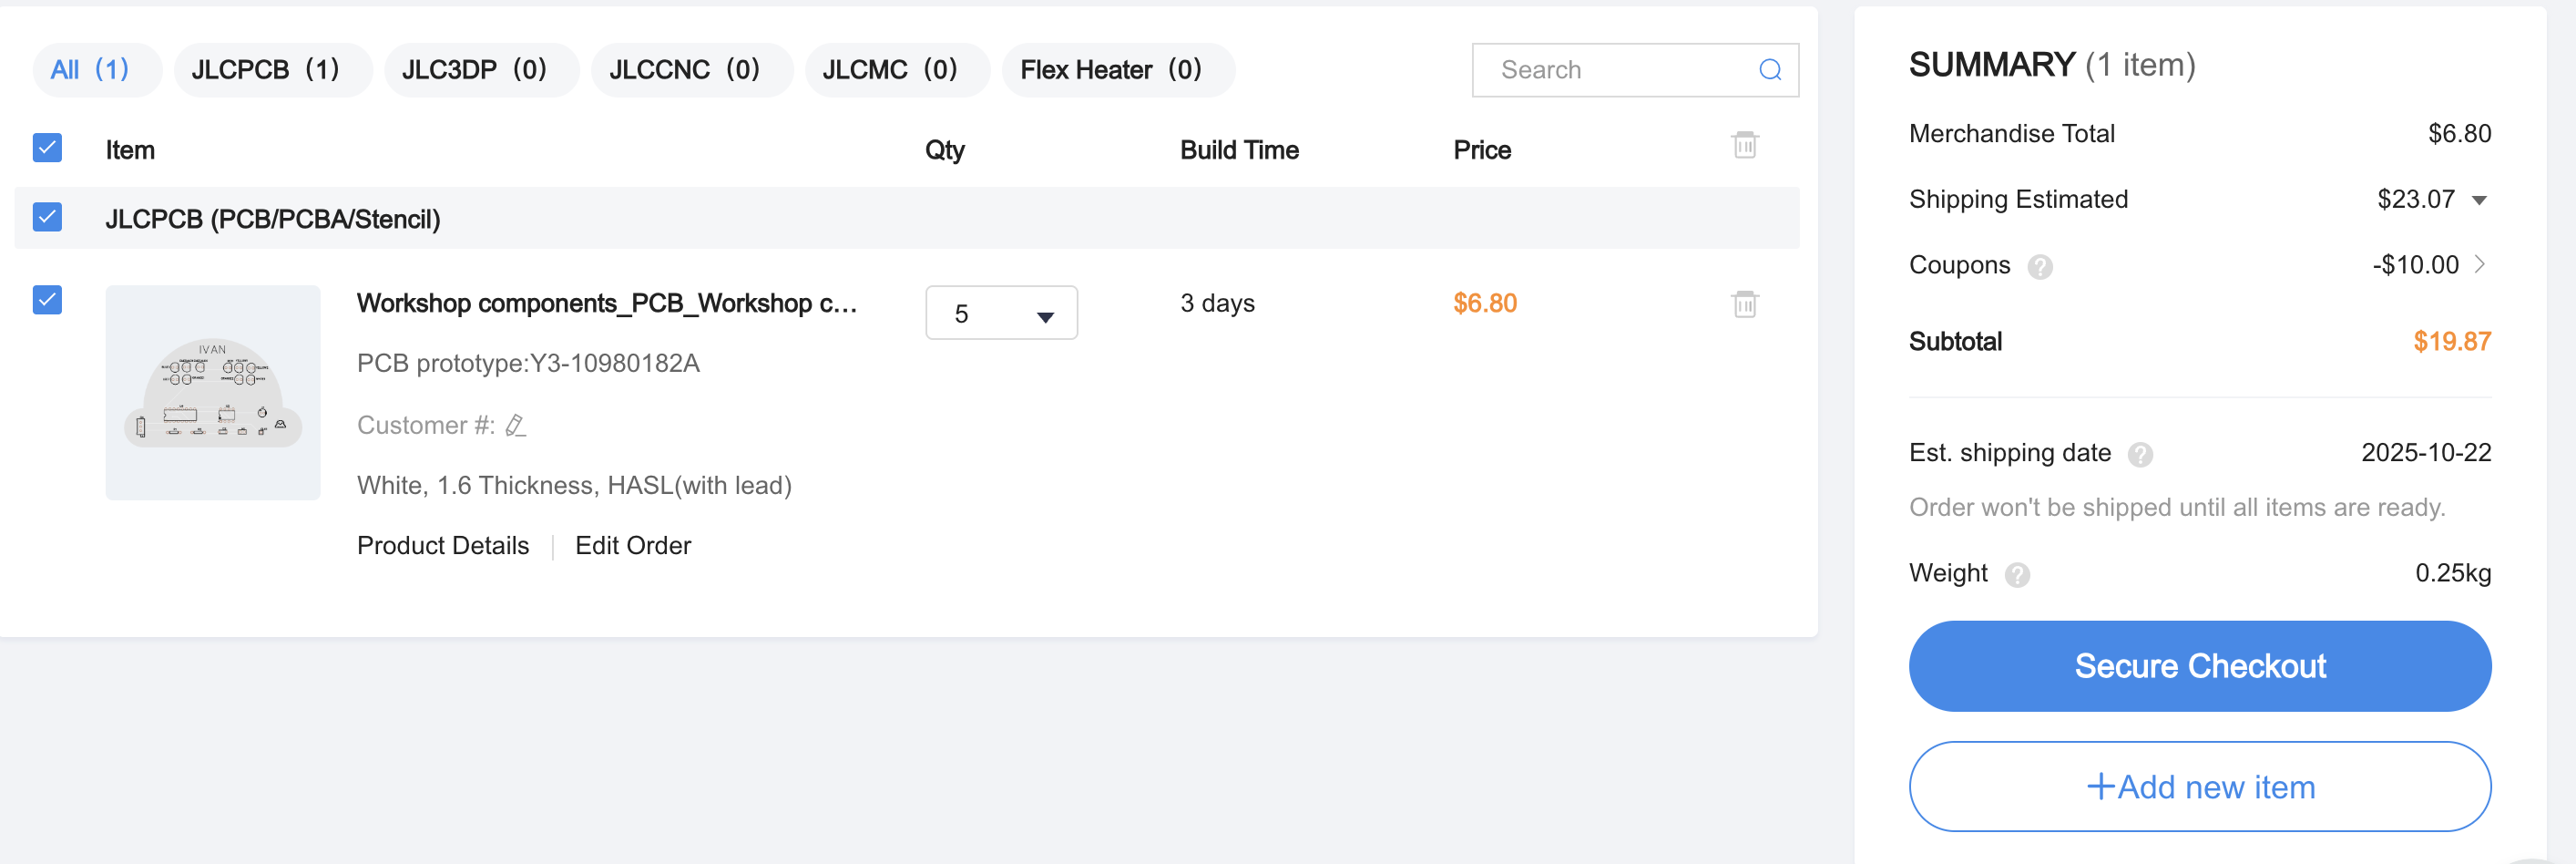 All (1)
JLCPCB (1)
JLC3DP (0)
JLCCNC (0)
JLCMC (0)
Flex Heater (0)
Search
Item Qty Build Time Price
JLCPCB (PCB/PCBA/Stencil)
IVAN
Workshop components_PCB_Workshop c...
5
3 days
$6.80
PCB prototype:Y3-10980182A
Customer #:
White, 1.6 Thickness, HASL(with lead)
Product Details | Edit Order
SUMMARY (1 item)
Merchandise Total $6.80
Shipping Estimated $23.07
Coupons ? -$10.00
Subtotal $19.87
Est. shipping date ? 2025-10-22
Order won't be shipped until all items are ready.
Weight ? 0.25kg
Secure Checkout
+Add new item